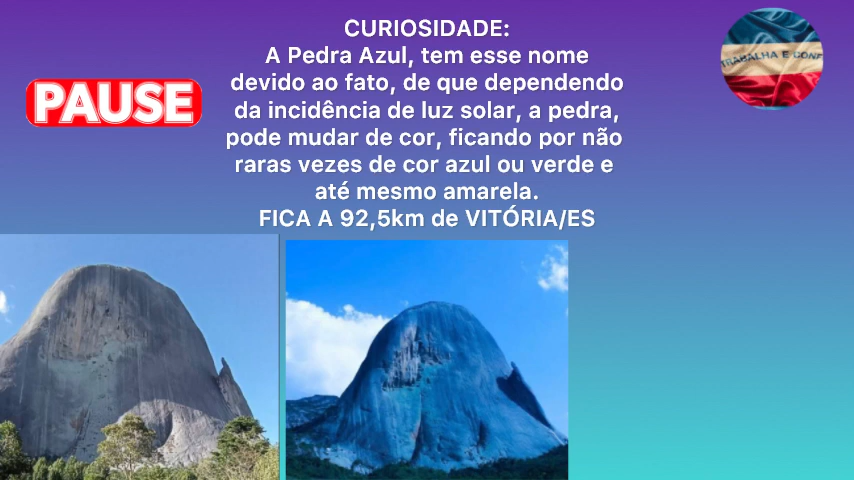 CURIOSIDADE:
A Pedra Azul, tem esse nome
devido ao fato, de que dependendo
da incidência de luz solar, a pedra,
pode mudar de cor, ficando por não
raras vezes de cor azul ou verde e
até mesmo amarela.
FICA A 92,5km de VITÓRIA/ES
PAUSE
TRABALHA E CONF